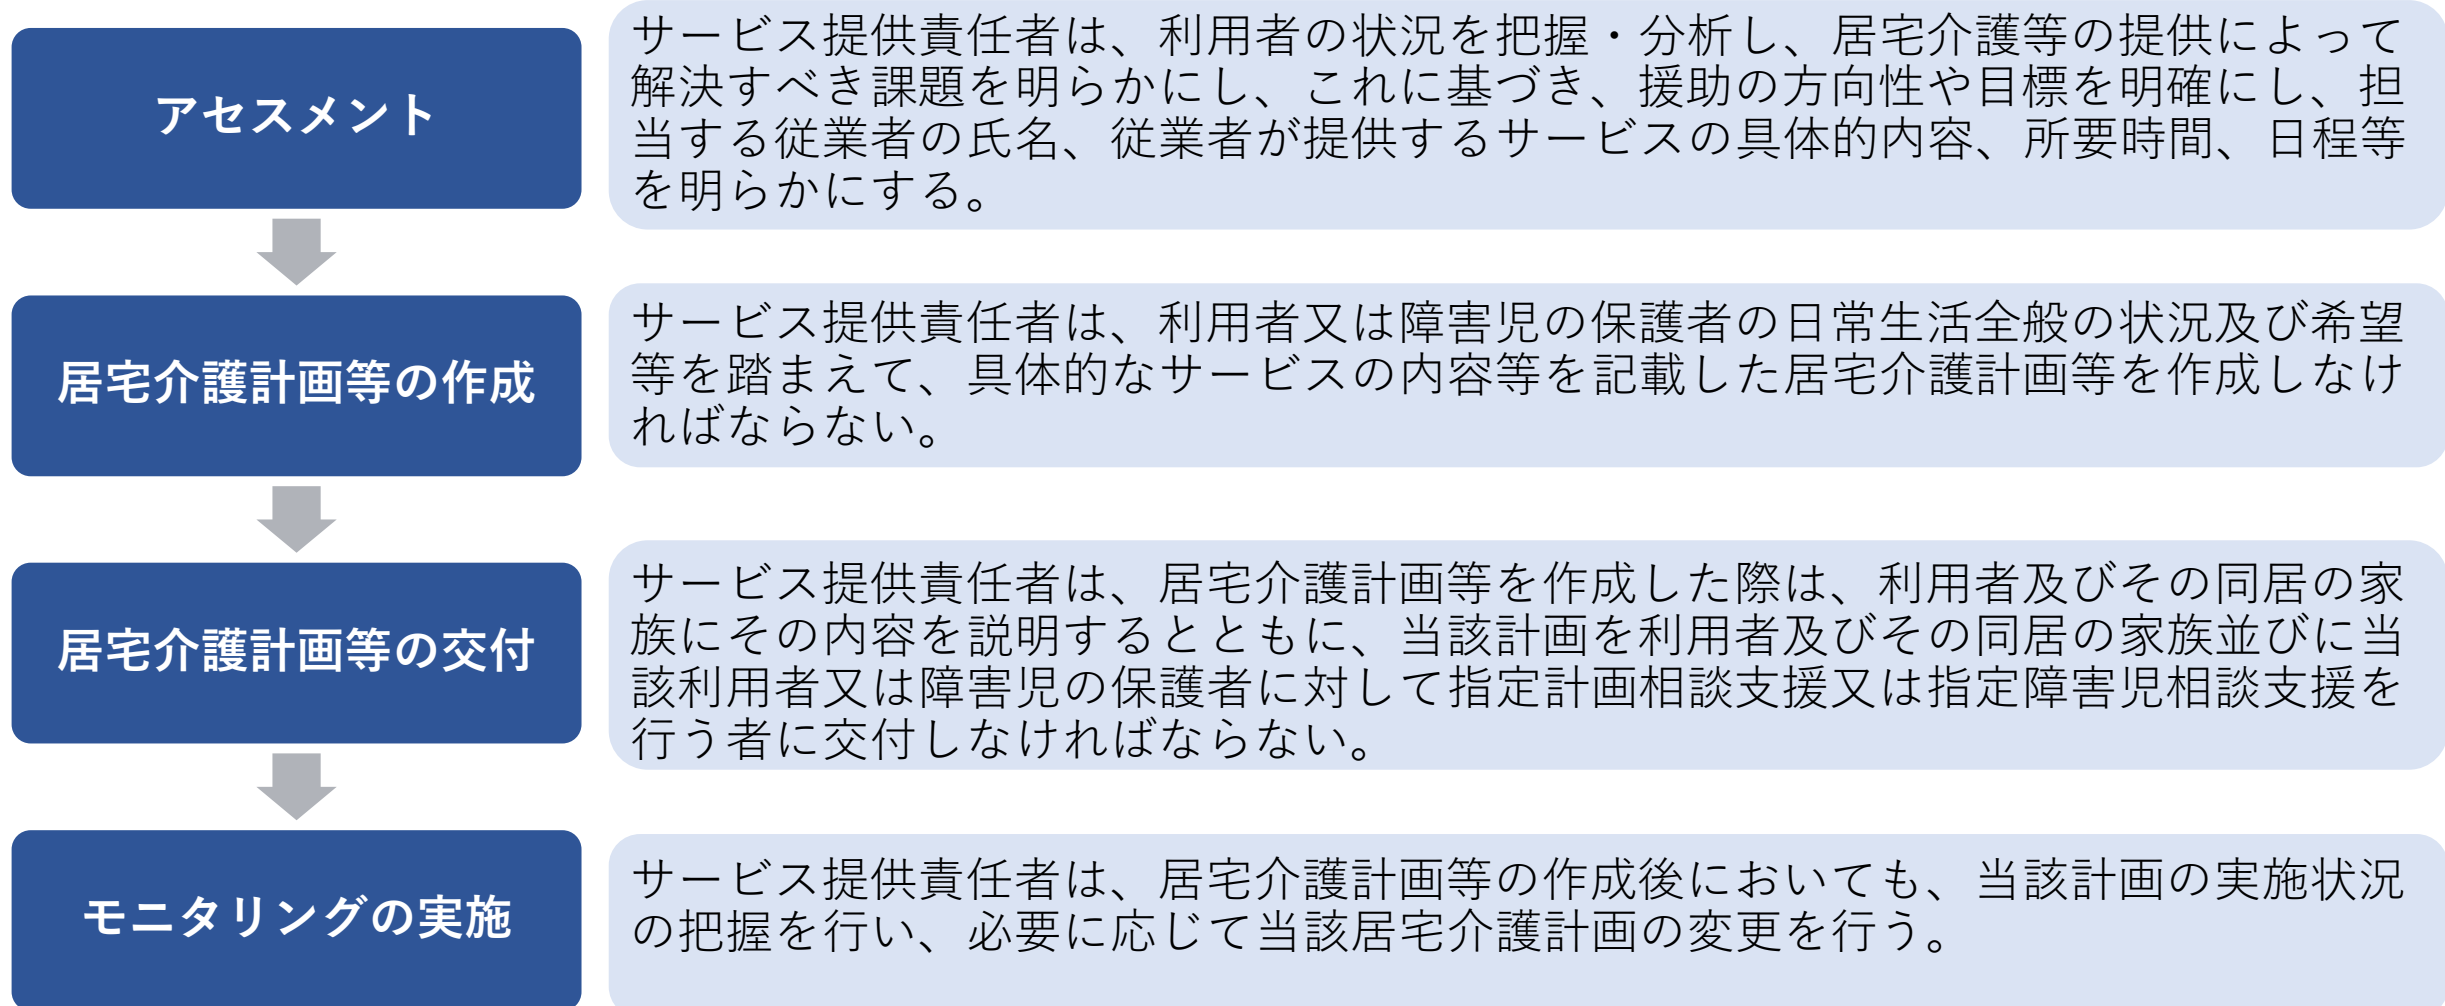 アセスメント
サービス提供責任者は、利用者の状況を把握・分析し、居宅介護等の提供によって
解決すべき課題を明らかにし、これに基づき、援助の方向性や目標を明確にし、担
当する従業者の氏名、従業者が提供するサービスの具体的内容、所要時間、日程等
を明らかにする。
居宅介護計画等の作成
サービス提供責任者は、利用者又は障害児の保護者の日常生活全般の状況及び希望
等を踏まえて、具体的なサービスの内容等を記載した居宅介護計画等を作成しなけ
ればならない。
居宅介護計画等の交付
サービス提供責任者は、居宅介護計画等を作成した際は、利用者及びその同居の家
族にその内容を説明するとともに、当該計画を利用者及びその同居の家族並びに当
該利用者又は障害児の保護者に対して指定計画相談支援又は指定障害児相談支援を
行う者に交付しなければならない。
モニタリングの実施
サービス提供責任者は、居宅介護計画等の作成後においても、当該計画の実施状況
の把握を行い、必要に応じて当該居宅介護計画の変更を行う。